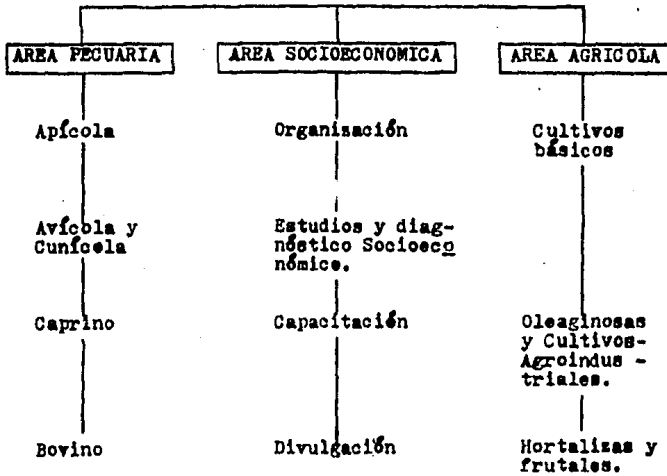 AREA PECUARIA
Apícola
Avícola y
Cunícola
Caprino
Bovino
AREA SOCIOECONOMICA
Organización
Estudios y diag-
nóstico Socioeco
nómico.
Capacitación
Divulgación
AREA AGRICOLA
Cultivos
básicos
Oleaginosas
y Cultivos-
Agroindus -
triales.
Hortalizas y
frutales.